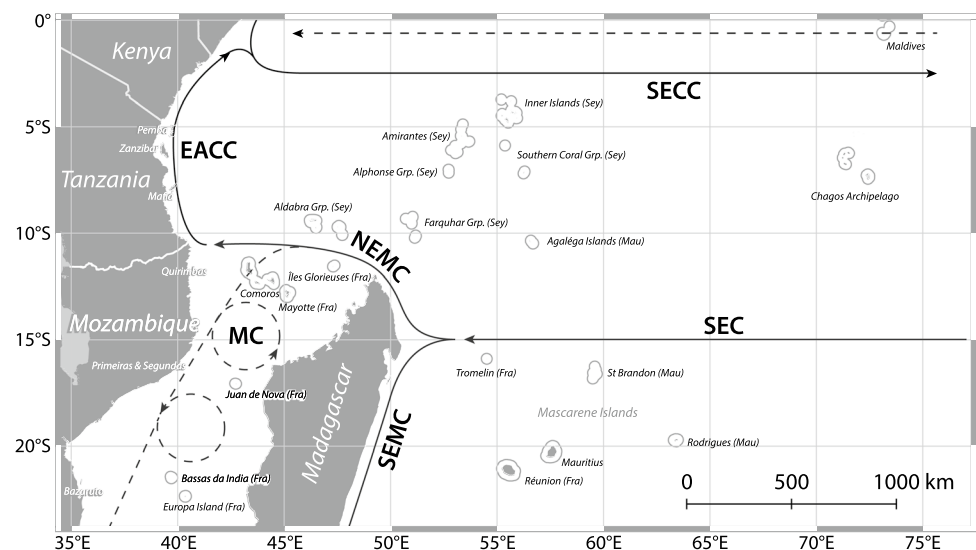 0°
Kenya
Maldives
SECC
Inner Islands (Sey)
5°S
Pemba
Amirantes (Sey)
EACC
Zanzibar
Southern Coral Grp. (Sey)
Tanzania
Alphonse Grp. (Sey)
Mafia
Chagos Archipelago
Aldabra Grp. (Sey)
Farquhar Grp. (Sey)
10°S
NEMC
Agaléga Islands (Mau)
Quirimbas
Îles Glorieuses (Fra)
Comoros
Mayotte (Fra)
Mozambique
MC
SEC
15°S
Primeiras & Segundas
Tromelin (Fra)
St Brandon (Mau)
Juan de Nova (Fra)
Madagascar
Mascarene Islands
SEMC
20°S
Rodrigues (Mau)
Mauritius
Bassas da India (Fra)
Réunion (Fra)
0 500 1000 km
Bazaruto
Europa Island (Fra)
35°E 40°E 45°E 50°E 55°E 60°E 65°E 70°E 75°E